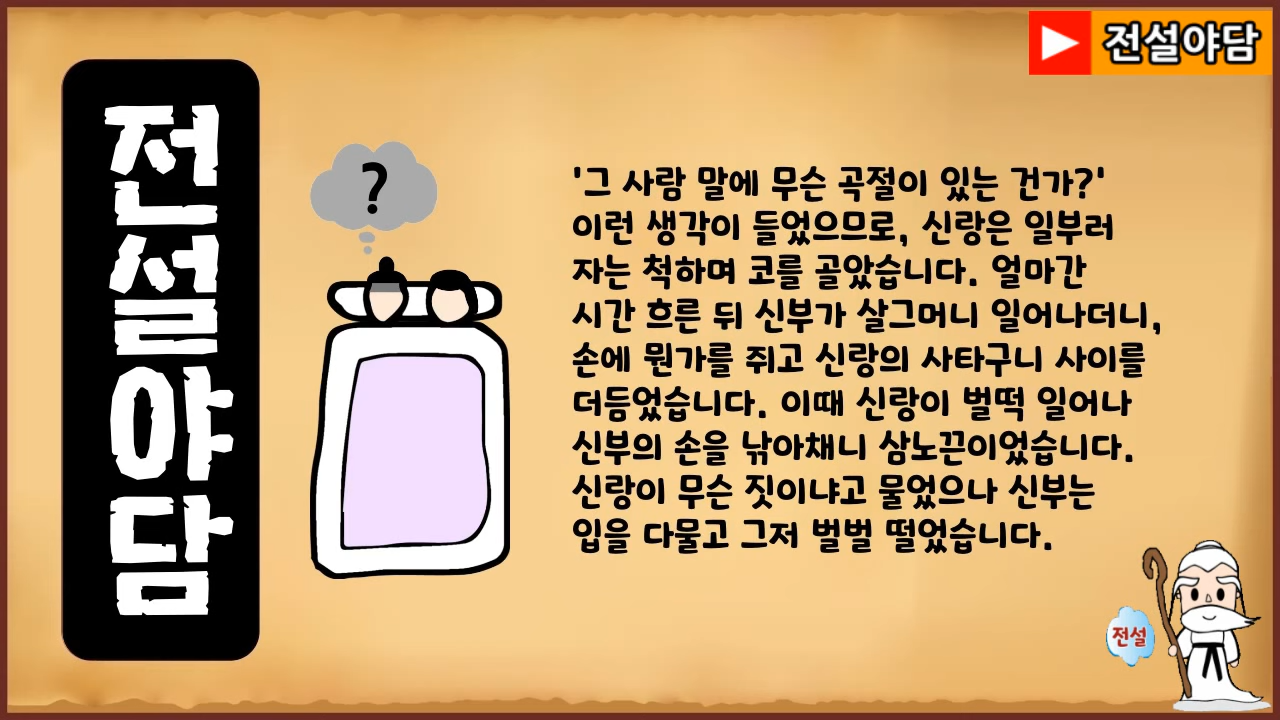 전설야담
전설야담
?
'그 사람 말에 무슨 곡절이 있는 건가?'
이런 생각이 들었으므로, 신랑은 일부러
자는 척하며 코를 골았습니다. 얼마간
시간 흐른 뒤 신부가 살그머니 일어나더니,
손에 뭔가를 쥐고 신랑의 사타구니 사이를
더듬었습니다. 이때 신랑이 벌떡 일어나
신부의 손을 낚아채니 삼노끈이었습니다.
신랑이 무슨 짓이냐고 물었으나 신부는
입을 다물고 그저 벌벌 떨었습니다.
전설